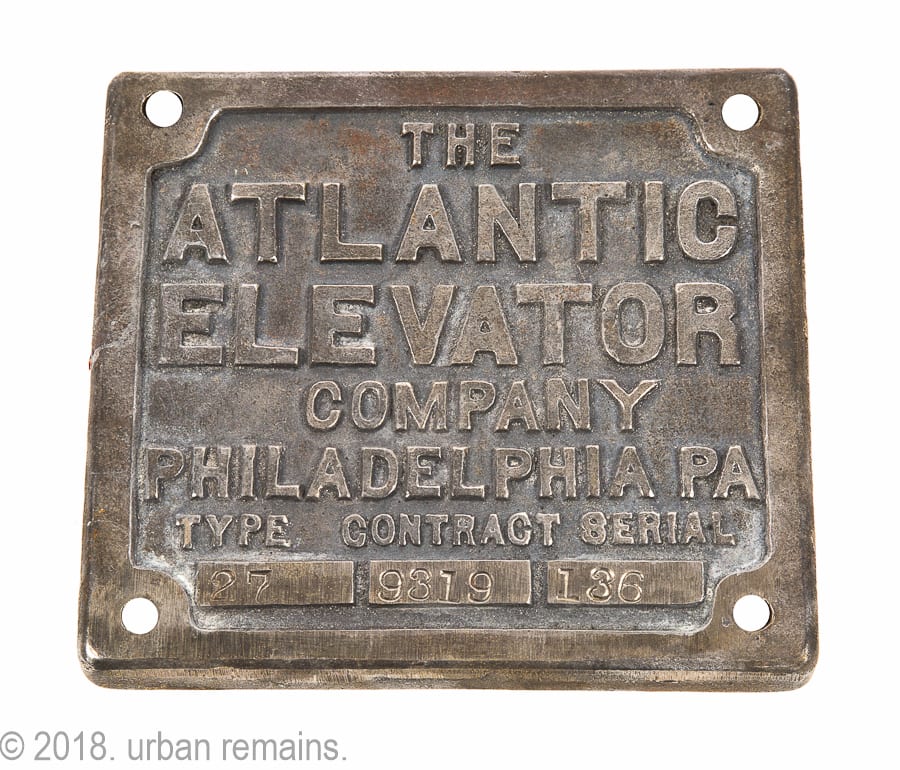 THE
ATLANTIC
ELEVATOR
COMPANY
PHILADELPHIA PA
TYPE CONTRACT SERIAL
27 9319 136
© 2018. urban remains.